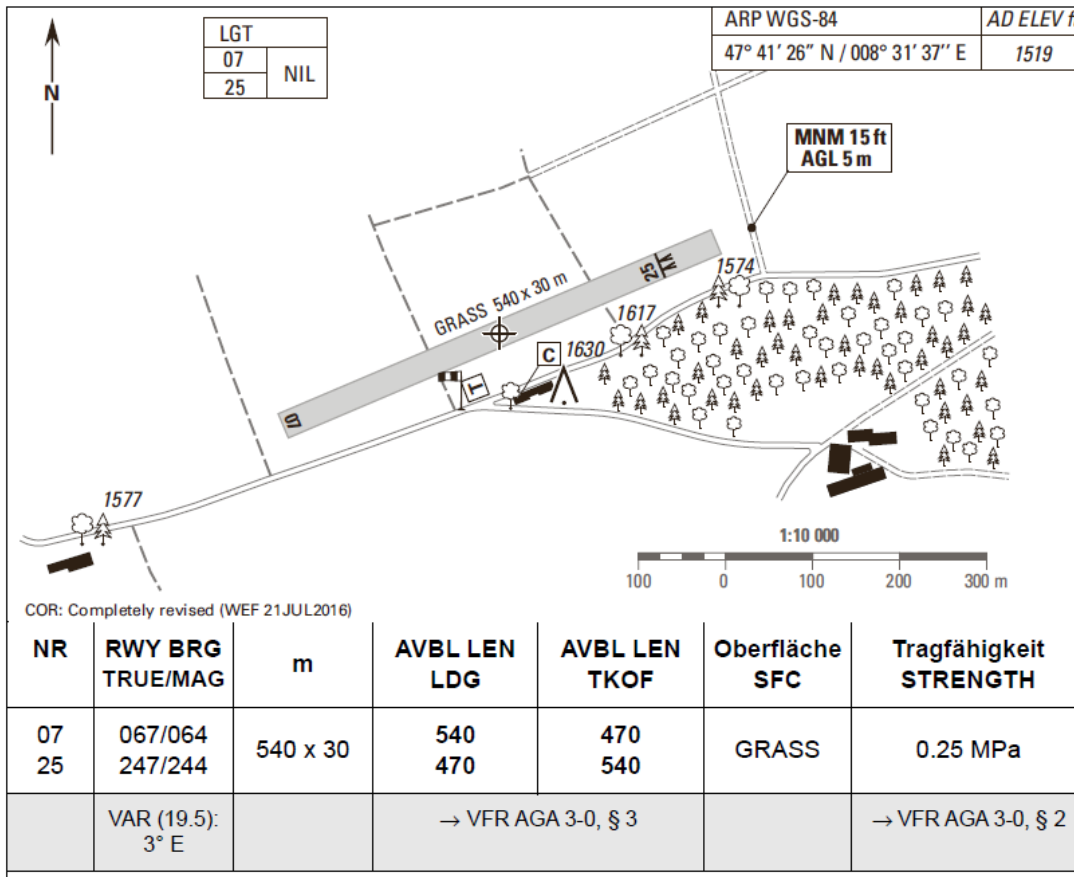 LGT
07
25
NIL
ARP WGS-84
AD ELEV f
47° 41' 26" N / 008° 31' 37'' E
1519
N
MNM 15 ft
AGL 5 m
GRASS 540 x 30 m
25
1574
1617
C
1630
T
07
1577
1:10 000
100 0 100 200 300 m
COR: Completely revised (WEF 21JUL2016)
NR
RWY BRG
TRUE/MAG
m
AVBL LEN
LDG
AVBL LEN
TKOF
Oberfläche
SFC
Tragfähigkeit
STRENGTH
07
25
067/064
247/244
540 x 30
540
470
470
540
GRASS
0.25 MPa
VAR (19.5):
3° E
→ VFR AGA 3-0, § 3
→ VFR AGA 3-0, § 2